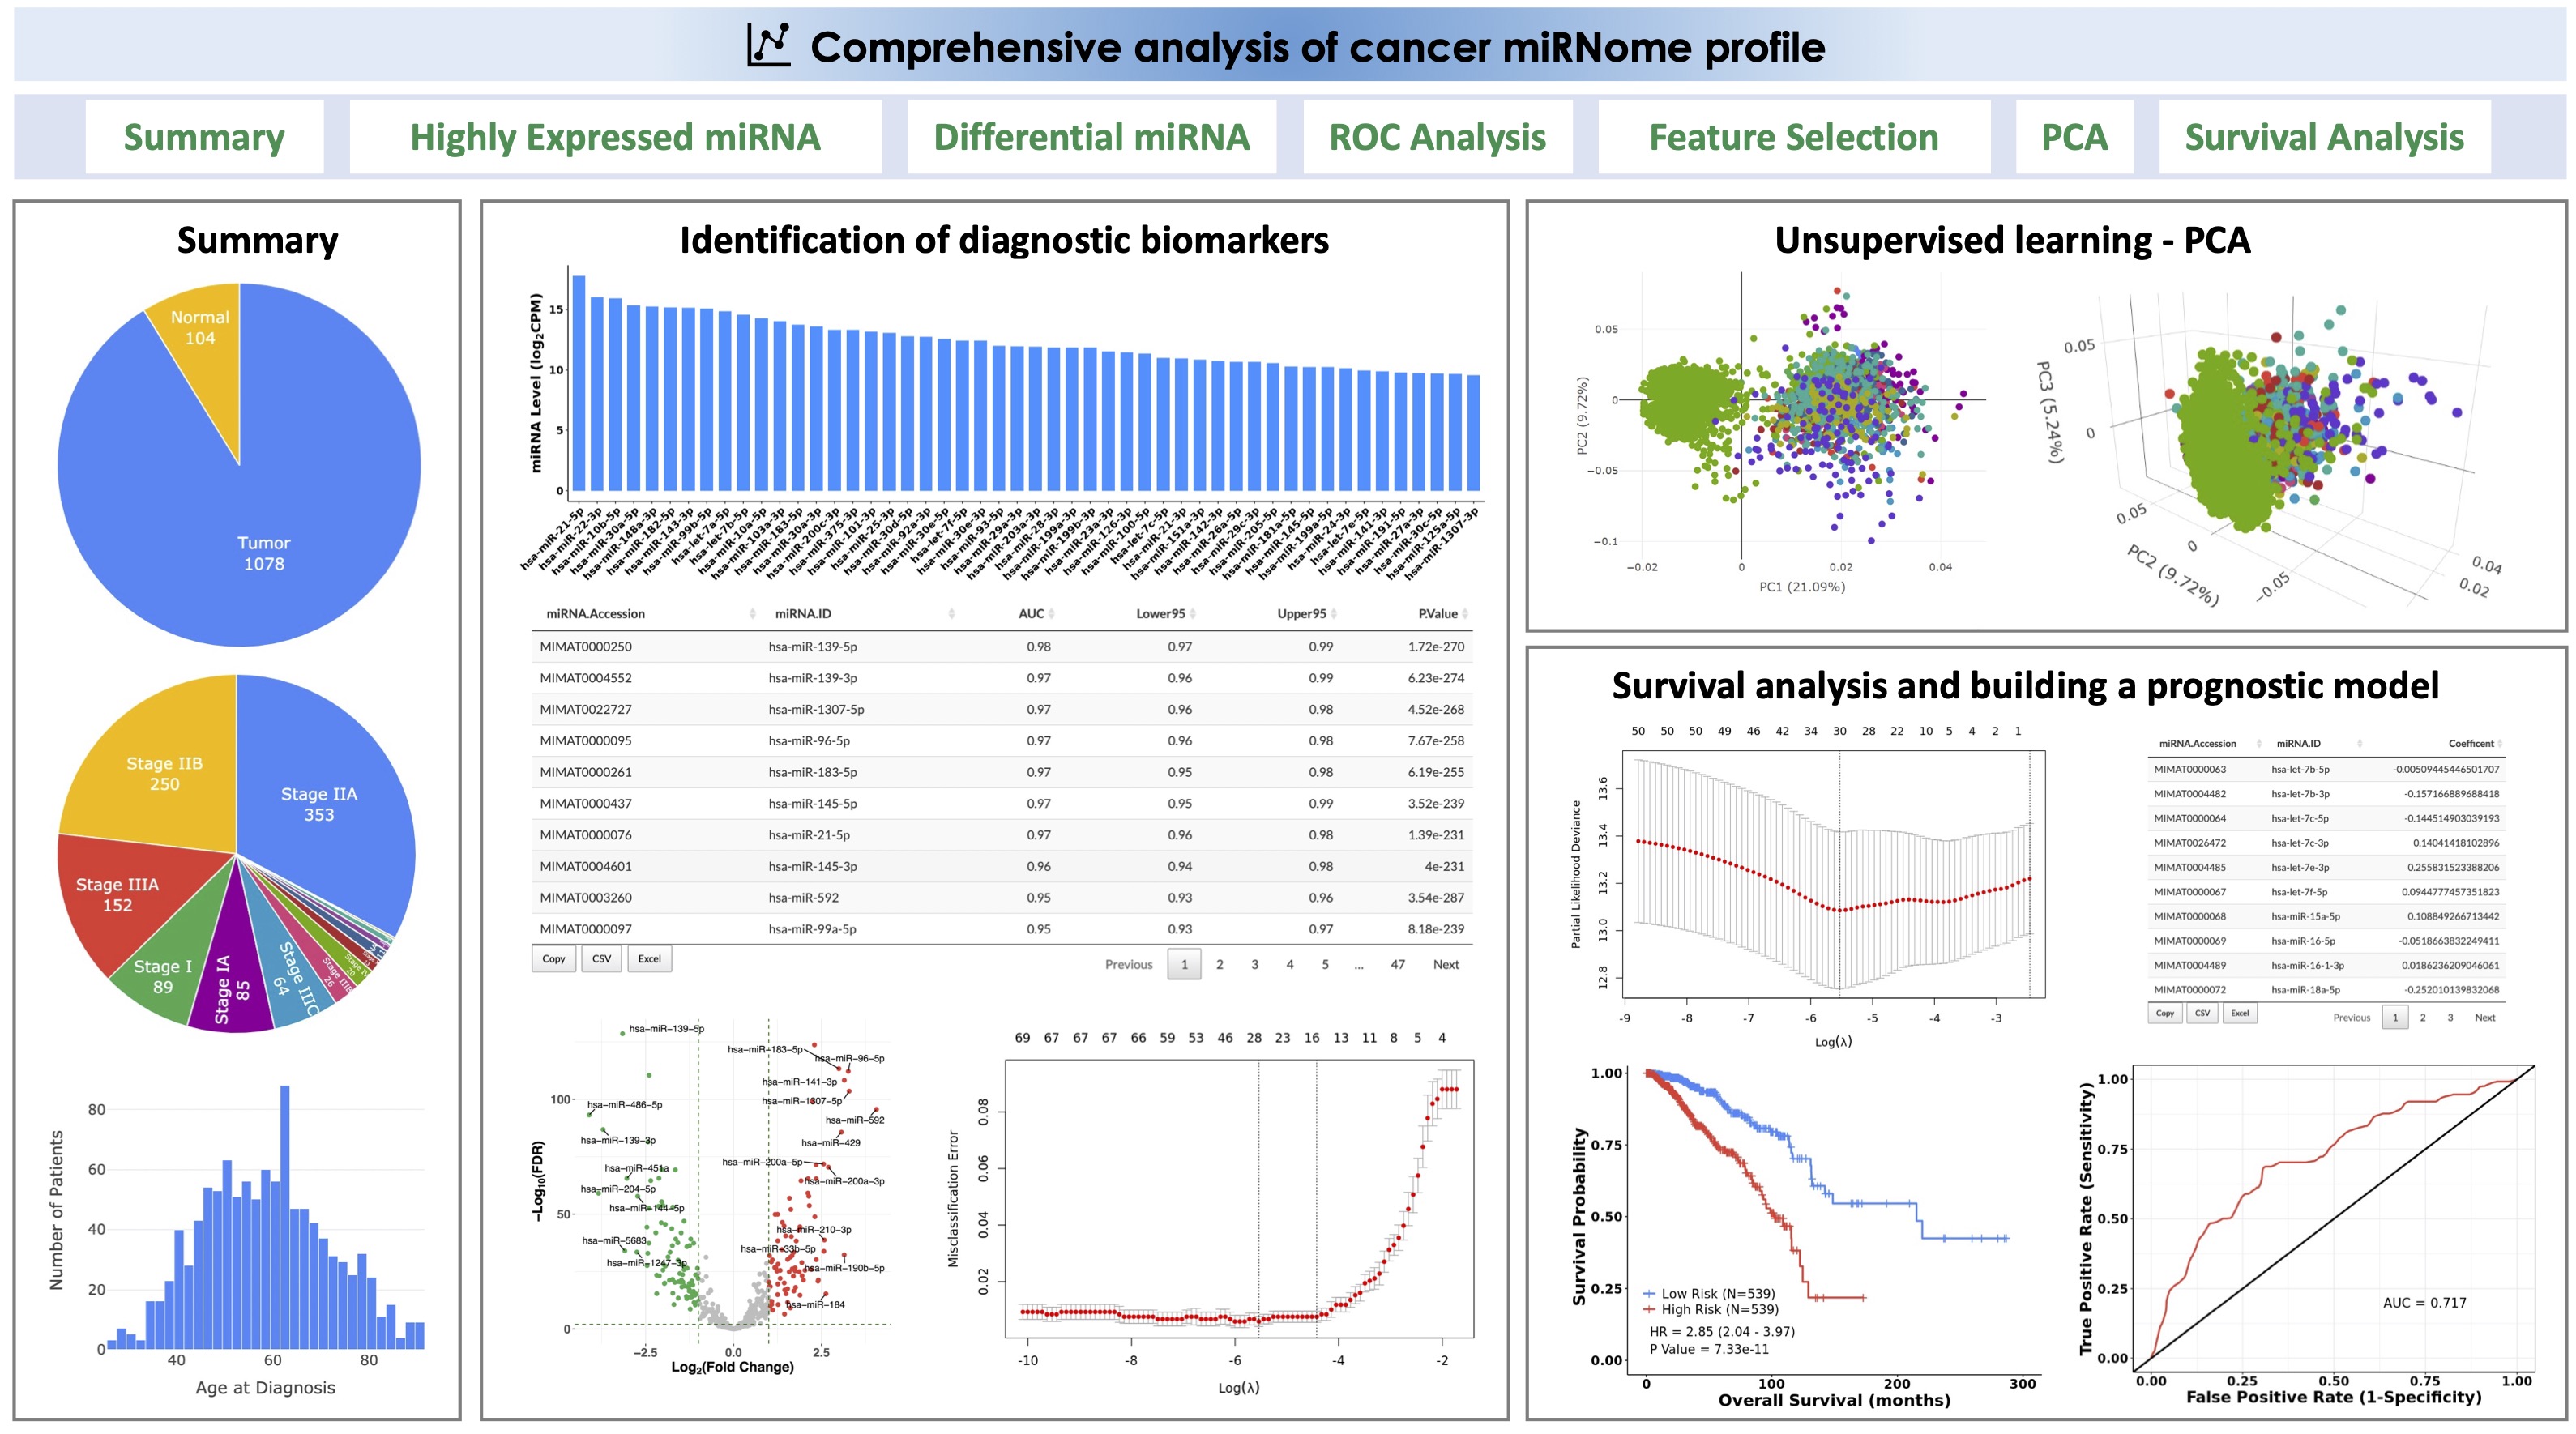 Comprehensive analysis of cancer miRNome profile
Summary
Highly Expressed miRNA
Differential miRNA
ROC Analysis
Feature Selection
PCA
Survival Analysis
Summary
Normal
104
Tumor
1078
Stage IIB
250
Stage IIA
353
Stage IIIA
152
Stage I
89
Stage IA
85
Stage IIIC
64
Stage IIIB
26
Stage IV
20
Number of Patients
80
60
40
20
0
40 60 80
Age at Diagnosis
Identification of diagnostic biomarkers
miRNA Level (log2CPM)
15
10
5
0
hsa-miR-21-5p
hsa-miR-22-3p
hsa-miR-10b-5p
hsa-miR-30a-5p
hsa-miR-148a-3p
hsa-miR-182-5p
hsa-miR-143-3p
hsa-miR-99b-5p
hsa-let-7a-5p
hsa-let-7b-5p
hsa-miR-10a-5p
hsa-miR-103a-3p
hsa-miR-183-5p
hsa-miR-30a-3p
hsa-miR-200c-3p
hsa-miR-375-3p
hsa-miR-101-3p
hsa-miR-25-3p
hsa-miR-30d-5p
hsa-miR-92a-3p
hsa-miR-30e-5p
hsa-let-7f-5p
hsa-miR-30e-3p
hsa-miR-93-5p
hsa-miR-29a-3p
hsa-miR-203a-3p
hsa-miR-28-3p
hsa-miR-199a-3p
hsa-miR-199b-3p
hsa-miR-23a-3p
hsa-miR-126-3p
hsa-miR-100-5p
hsa-let-7c-5p
hsa-miR-21-3p
hsa-miR-151a-3p
hsa-miR-142-3p
hsa-miR-26a-5p
hsa-miR-29c-3p
hsa-miR-205-5p
hsa-miR-181a-5p
hsa-miR-145-5p
hsa-miR-199a-5p
hsa-miR-24-3p
hsa-let-7e-5p
hsa-miR-141-3p
hsa-miR-191-5p
hsa-miR-27a-3p
hsa-miR-30c-5p
hsa-miR-125a-5p
hsa-miR-1307-3p
miRNA.Accession miRNA.ID AUC Lower95 Upper95 P.Value
MIMAT0000250 hsa-miR-139-5p 0.98 0.97 0.99 1.72e-270
MIMAT0004552 hsa-miR-139-3p 0.97 0.96 0.99 6.23e-274
MIMAT0022727 hsa-miR-1307-5p 0.97 0.96 0.98 4.52e-268
MIMAT0000095 hsa-miR-96-5p 0.97 0.96 0.98 7.67e-258
MIMAT0000261 hsa-miR-183-5p 0.97 0.95 0.98 6.19e-255
MIMAT0000437 hsa-miR-145-5p 0.97 0.95 0.99 3.52e-239
MIMAT0000076 hsa-miR-21-5p 0.97 0.96 0.98 1.39e-231
MIMAT0004601 hsa-miR-145-3p 0.96 0.94 0.98 4e-231
MIMAT0003260 hsa-miR-592 0.95 0.93 0.96 3.54e-287
MIMAT0000097 hsa-miR-99a-5p 0.95 0.93 0.97 8.18e-239
Copy CSV Excel
Previous 1 2 3 4 5 ... 47 Next
−Log10(FDR)
100
50
0
hsa−miR−139−5p
hsa−miR−183−5p
hsa−miR−96−5p
hsa−miR−141−3p
hsa−miR−486−5p
hsa−miR−1307−5p
hsa−miR−592
hsa−miR−139−3p
hsa−miR−429
hsa−miR−200a−5p
hsa−miR−451a
hsa−miR−200a−3p
hsa−miR−204−5p
hsa−miR−144−5p
hsa−miR−210−3p
hsa−miR−5683
hsa−miR−33b−5p
hsa−miR−1247−3p
hsa−miR−190b−5p
hsa−miR−184
−2.5 0.0 2.5
Log2(Fold Change)
69 67 67 67 66 59 53 46 28 23 16 13 11 8 5 4
Misclassification Error
0.08
0.06
0.04
0.02
-10 -8 -6 -4 -2
Log(λ)
Unsupervised learning - PCA
PC2 (9.72%)
0.05
0
−0.05
−0.1
−0.02 0 0.02 0.04
PC1 (21.09%)
PC3 (5.24%)
0.05
0
0.05
0
−0.05
PC2 (9.72%)
0.04
0.02
Survival analysis and building a prognostic model
50 50 50 49 46 42 34 30 28 22 10 5 4 2 1
Partial Likelihood Deviance
13.6
13.4
13.2
13.0
12.8
-9 -8 -7 -6 -5 -4 -3
Log(λ)
miRNA.Accession miRNA.ID Coefficent
MIMAT0000063 hsa-let-7b-5p -0.00509445446501707
MIMAT0004482 hsa-let-7b-3p -0.157166889688418
MIMAT0000064 hsa-let-7c-5p -0.144514903039193
MIMAT0026472 hsa-let-7c-3p 0.14041418102896
MIMAT0004485 hsa-let-7e-3p 0.255831523388206
MIMAT0000067 hsa-let-7f-5p 0.0944777457351823
MIMAT0000068 hsa-miR-15a-5p 0.108849266713442
MIMAT0000069 hsa-miR-16-5p -0.0518663832249411
MIMAT0004489 hsa-miR-16-1-3p 0.0186236209046061
MIMAT0000072 hsa-miR-18a-5p -0.252010139832068
Copy CSV Excel
Previous 1 2 3 Next
Survival Probability
1.00
0.75
0.50
0.25
0.00
Low Risk (N=539)
High Risk (N=539)
HR = 2.85 (2.04 - 3.97)
P Value = 7.33e-11
0 100 200 300
Overall Survival (months)
True Positive Rate (Sensitivity)
1.00
0.75
0.50
0.25
0.00
AUC = 0.717
0.00 0.25 0.50 0.75 1.00
False Positive Rate (1-Specificity)